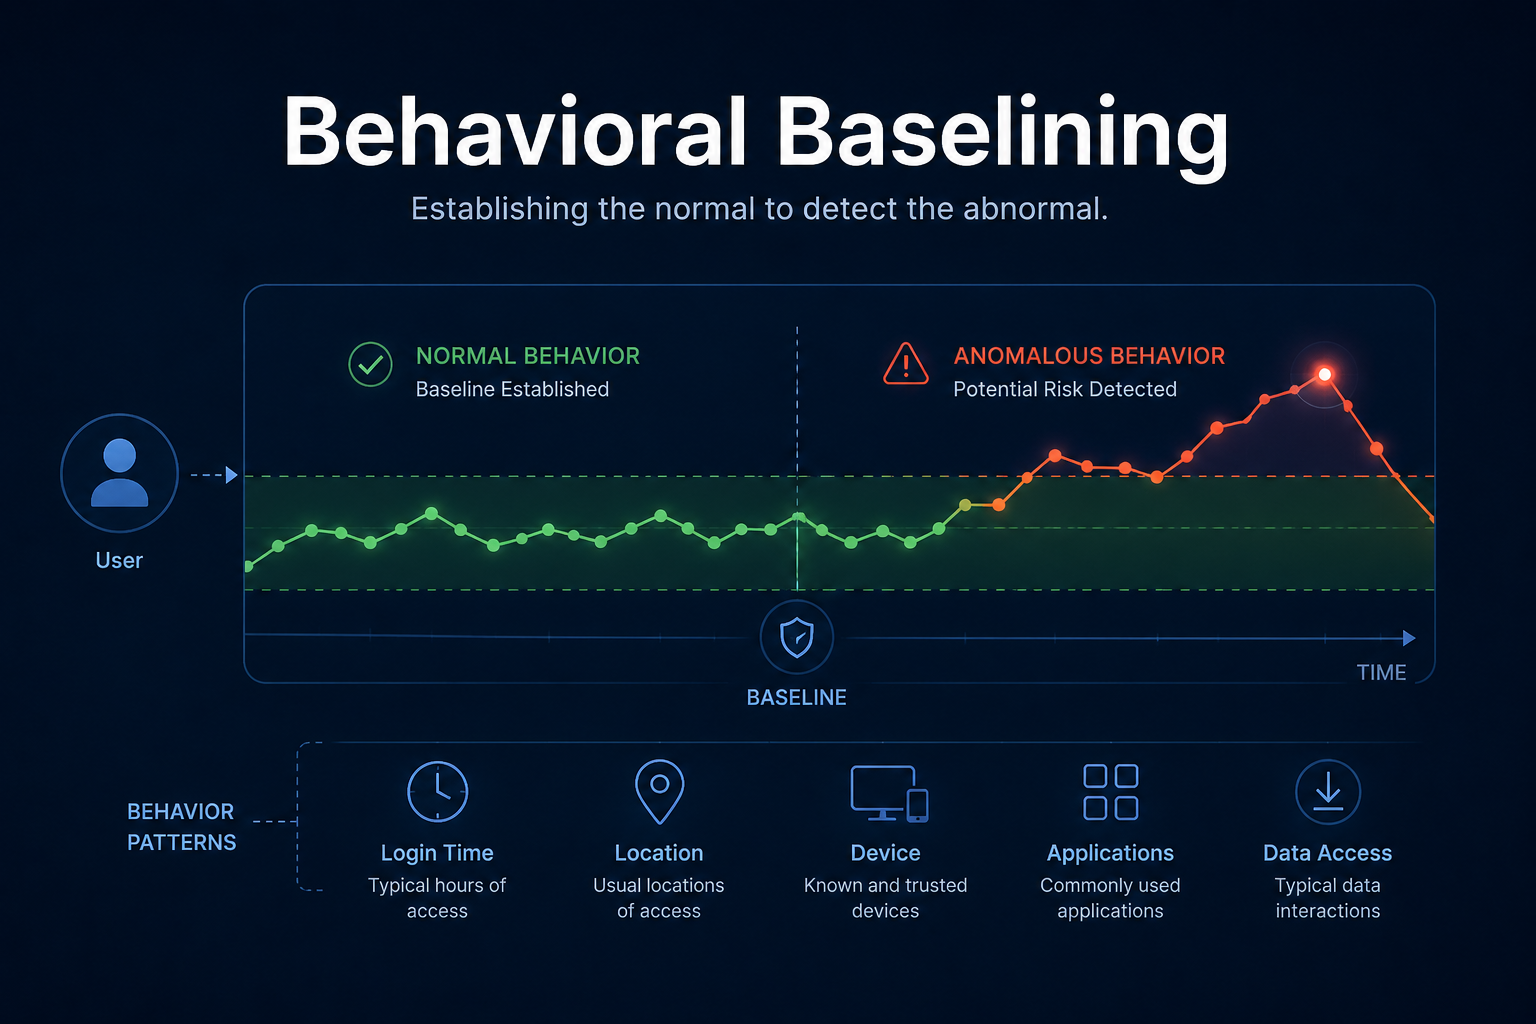 Behavioral Baselining
Establishing the normal to detect the abnormal.
NORMAL BEHAVIOR
Baseline Established
ANOMALOUS BEHAVIOR
Potential Risk Detected
User
TIME
BASELINE
BEHAVIOR
PATTERNS
Login Time
Typical hours of
access
Location
Usual locations
of access
Device
Known and trusted
devices
Applications
Commonly used
applications
Data Access
Typical data
interactions